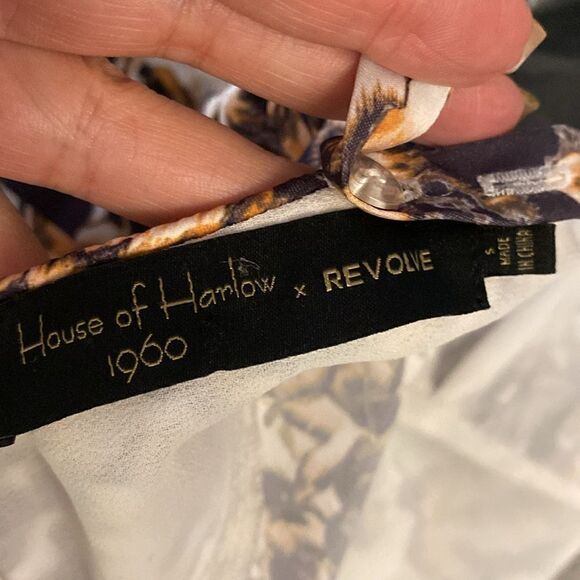 House of Harlow
1960
x REVOLVE
S
MADE
IN CHINA